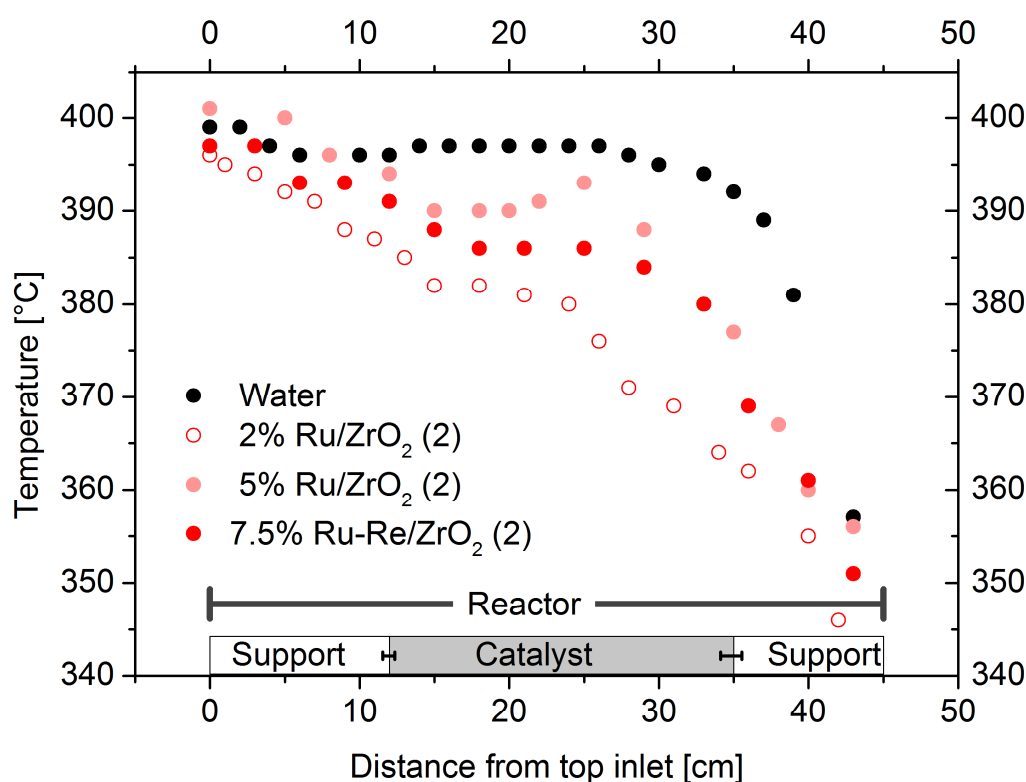 0 10 20 30 40 50
400 400
390 390
380 380
370 370
360 360
350 350
340 340
Temperature [°C]
Water
2% Ru/ZrO₂ (2)
5% Ru/ZrO₂ (2)
7.5% Ru-Re/ZrO₂ (2)
Reactor
Support Catalyst Support
0 10 20 30 40 50
Distance from top inlet [cm]